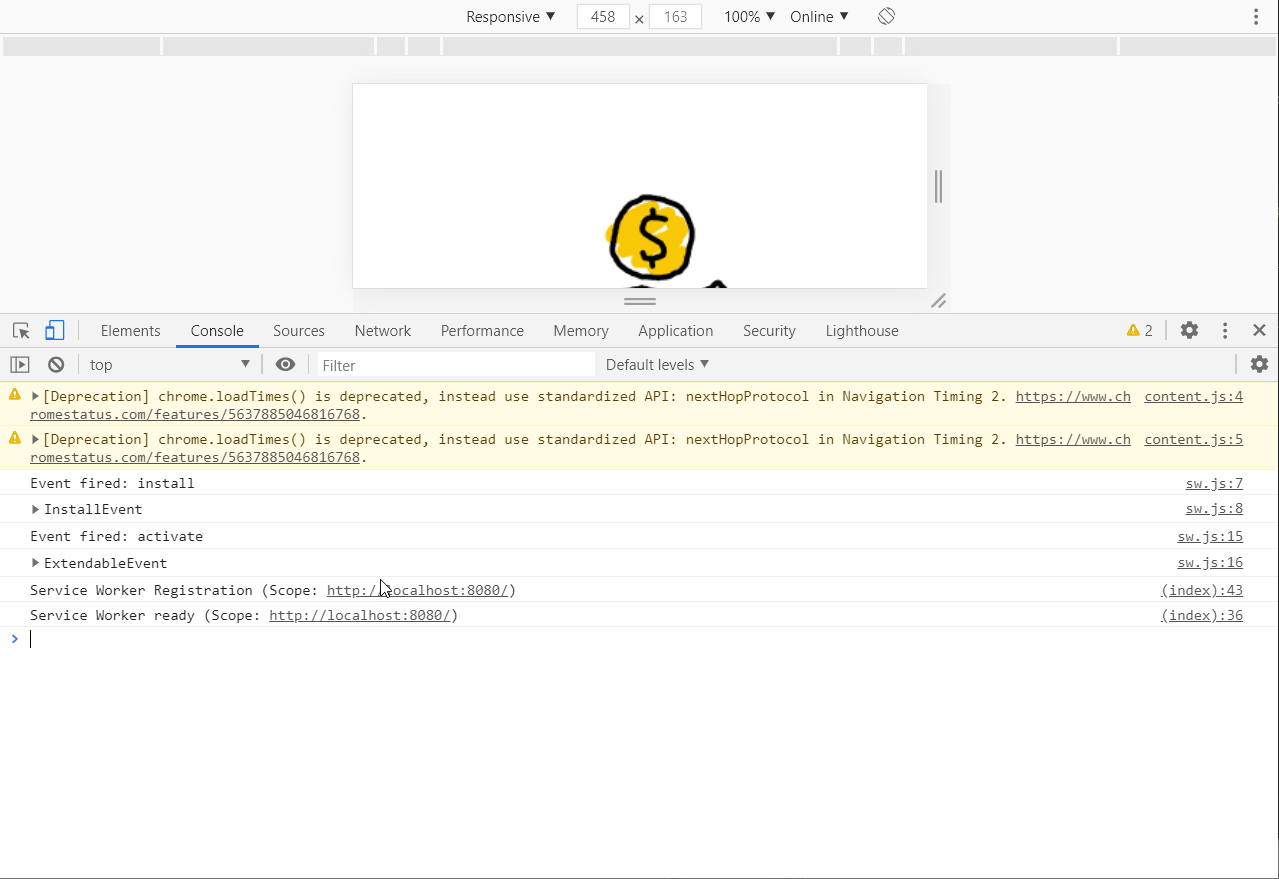 Responsive ▼ 458 × 163 100% ▼ Online ▼
$
Elements Console Sources Network Performance Memory Application Security Lighthouse 2
top ▼ Filter Default levels ▼
[Deprecation] chrome.loadTimes() is deprecated, instead use standardized API: nextHopProtocol in Navigation Timing 2. https://www.ch content.js:4
romestatus.com/features/5637885046816768.
[Deprecation] chrome.loadTimes() is deprecated, instead use standardized API: nextHopProtocol in Navigation Timing 2. https://www.ch content.js:5
romestatus.com/features/5637885046816768.
Event fired: install sw.js:7
InstallEvent sw.js:8
Event fired: activate sw.js:15
ExtendableEvent sw.js:16
Service Worker Registration (Scope: http://localhost:8080/) (index):43
Service Worker ready (Scope: http://localhost:8080/) (index):36